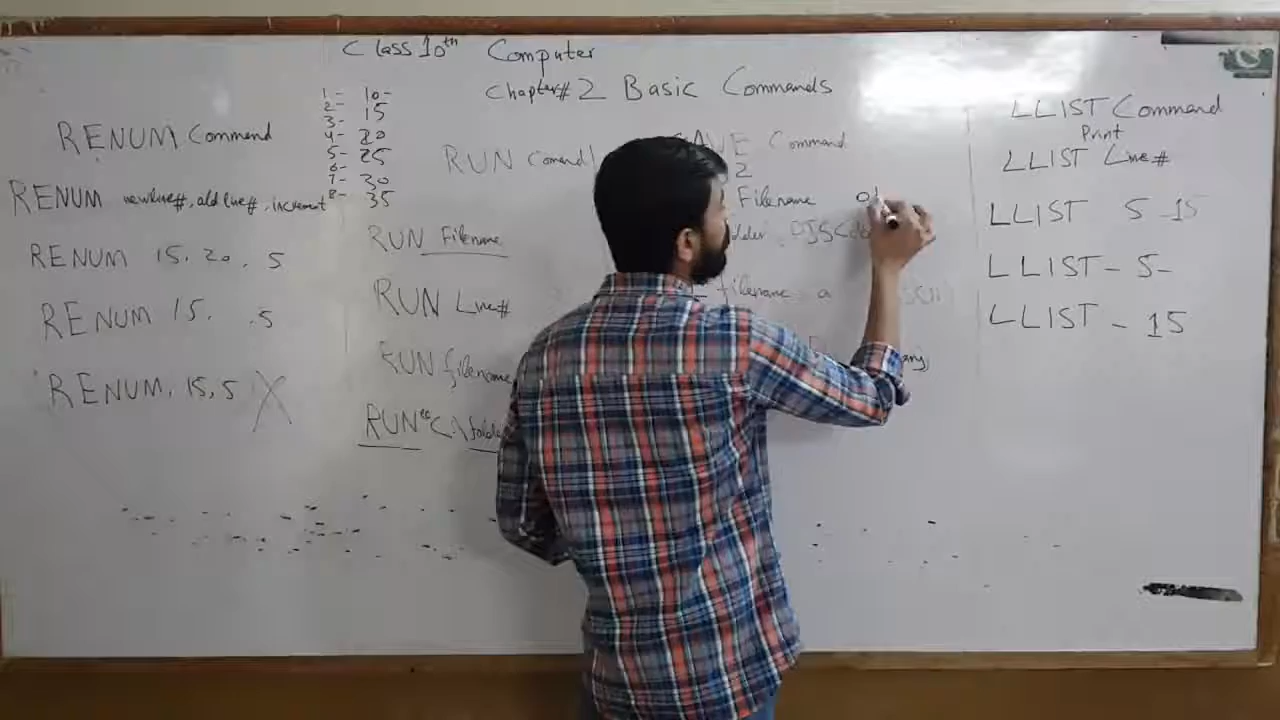 Class 10th Computer
Chapter# 2 Basic Commands
RENUM Command
RENUM newline#, old line#, increment
RENUM 15, 20, 5
RENUM 15, , 5
RENUM, 15, 5 X
1- 10-
2- 15
3-
4- 20
5- 25
6-
7- 30
8- 35
RUN Comand
RUN Filename
RUN Line#
RUN filename
RUN "C:\folde
SAVE Command
2
Filename
filename, a
LLIST Command
Print
LLIST Line#
LLIST 5-15
LLIST - 5-
LLIST - 15